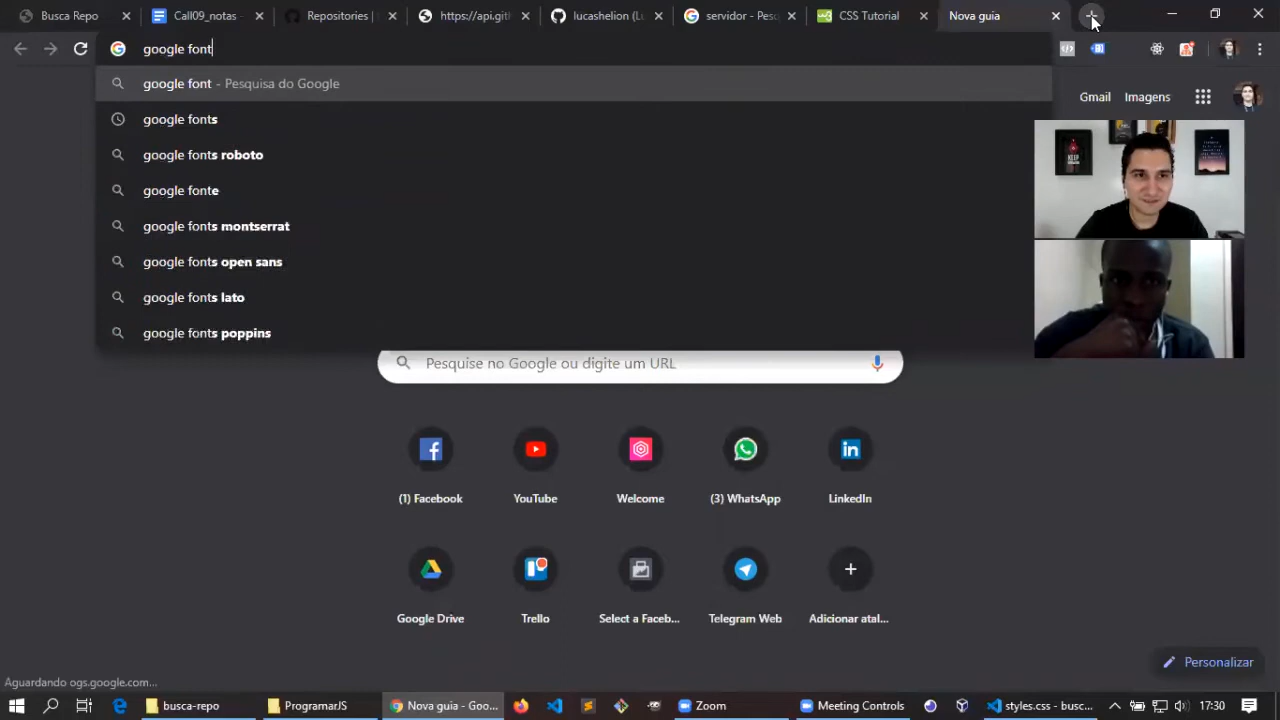 Busca Repo
Call09_notas -
Repositories (
https://api.git
lucashelion (Lu
servidor - Pesq
CSS Tutorial
Nova guia
google font
google font - Pesquisa do Google
google fonts
google fonts roboto
google fonte
google fonts montserrat
google fonts open sans
google fonts lato
google fonts poppins
Gmail
Imagens
KEEP
Pesquise no Google ou digite um URL
(1) Facebook
YouTube
Welcome
(3) WhatsApp
LinkedIn
Google Drive
Trello
Select a Faceb...
Telegram Web
Adicionar atal...
Personalizar
Aguardando ogs.google.com...
busca-repo
ProgramarJS
Nova guia - Goo...
Zoom
Meeting Controls
styles.css - busc...
17:30